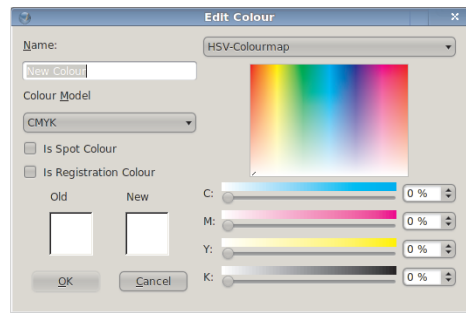 Edit Colour
Name:
New Colour
Colour Model
CMYK
Is Spot Colour
Is Registration Colour
Old New
OK Cancel
HSV-Colourmap
C: 0 %
M: 0 %
Y: 0 %
K: 0 %